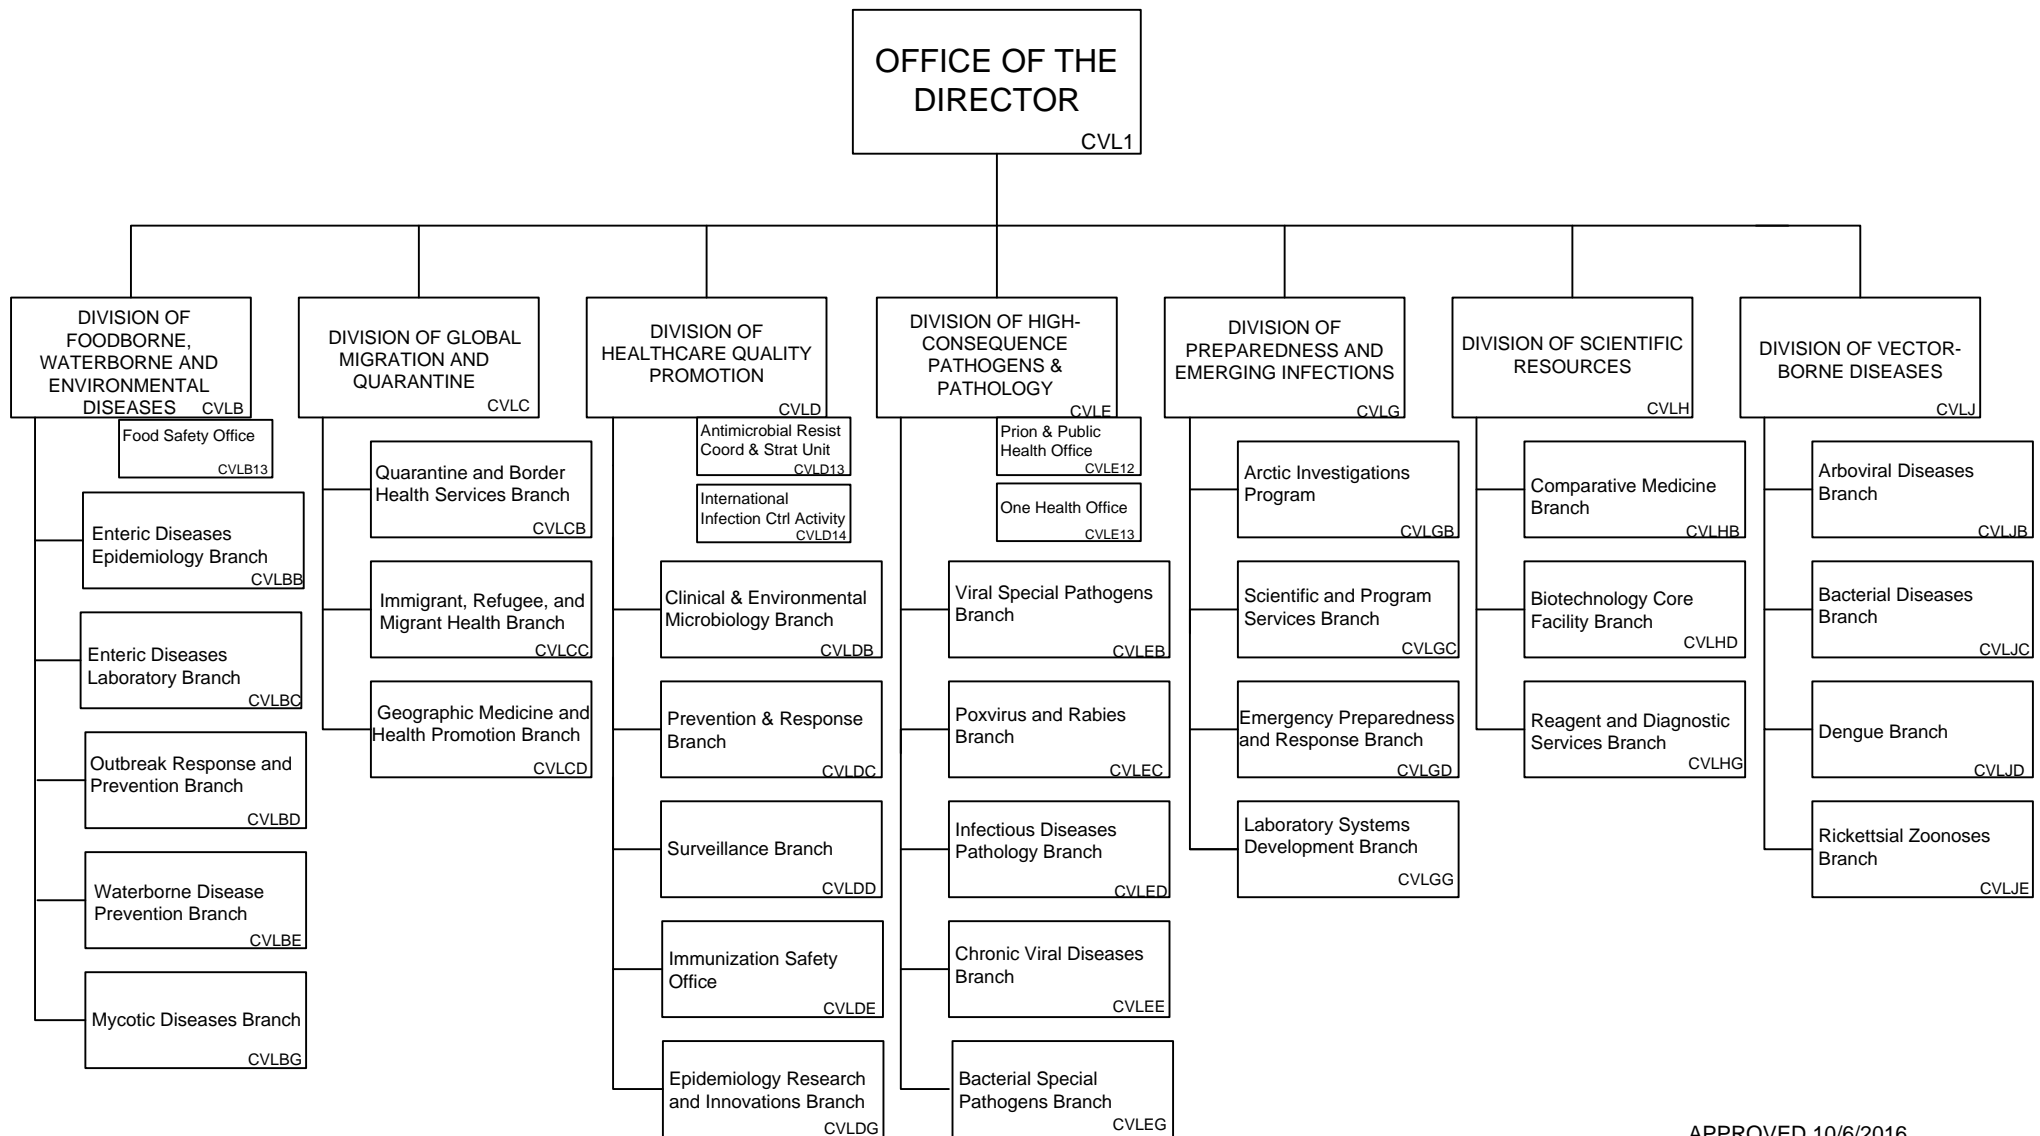 OFFICE OF THE
DIRECTOR
CVL1
DIVISION OF
FOODBORNE,
WATERBORNE AND
ENVIRONMENTAL
DISEASES
CVLB
Food Safety Office
CVLB13
Enteric Diseases
Epidemiology Branch
CVLBB
Enteric Diseases
Laboratory Branch
CVLBC
Outbreak Response and
Prevention Branch
CVLBD
Waterborne Disease
Prevention Branch
CVLBE
Mycotic Diseases Branch
CVLBG
DIVISION OF GLOBAL
MIGRATION AND
QUARANTINE
CVLC
Quarantine and Border
Health Services Branch
CVLCB
Immigrant, Refugee, and
Migrant Health Branch
CVLCC
Geographic Medicine and
Health Promotion Branch
CVLCD
DIVISION OF
HEALTHCARE QUALITY
PROMOTION
CVLD
Antimicrobial Resist
Coord & Strat Unit
CVLD13
International
Infection Ctrl Activity
CVLD14
Clinical & Environmental
Microbiology Branch
CVLDB
Prevention & Response
Branch
CVLDC
Surveillance Branch
CVLDD
Immunization Safety
Office
CVLDE
Epidemiology Research
and Innovations Branch
CVLDG
DIVISION OF HIGH-
CONSEQUENCE
PATHOGENS &
PATHOLOGY
CVLE
Prion & Public
Health Office
CVLE12
One Health Office
CVLE13
Viral Special Pathogens
Branch
CVLEB
Poxvirus and Rabies
Branch
CVLEC
Infectious Diseases
Pathology Branch
CVLED
Chronic Viral Diseases
Branch
CVLEE
Bacterial Special
Pathogens Branch
CVLEG
DIVISION OF
PREPAREDNESS AND
EMERGING INFECTIONS
CVLG
Arctic Investigations
Program
CVLGB
Scientific and Program
Services Branch
CVLGC
Emergency Preparedness
and Response Branch
CVLGD
Laboratory Systems
Development Branch
CVLGG
DIVISION OF SCIENTIFIC
RESOURCES
CVLH
Comparative Medicine
Branch
CVLHB
Biotechnology Core
Facility Branch
CVLHD
Reagent and Diagnostic
Services Branch
CVLHG
DIVISION OF VECTOR-
BORNE DISEASES
CVLJ
Arboviral Diseases
Branch
CVLJB
Bacterial Diseases
Branch
CVLJC
Dengue Branch
CVLJD
Rickettsial Zoonoses
Branch
CVLJE
APPROVED 10/6/2016